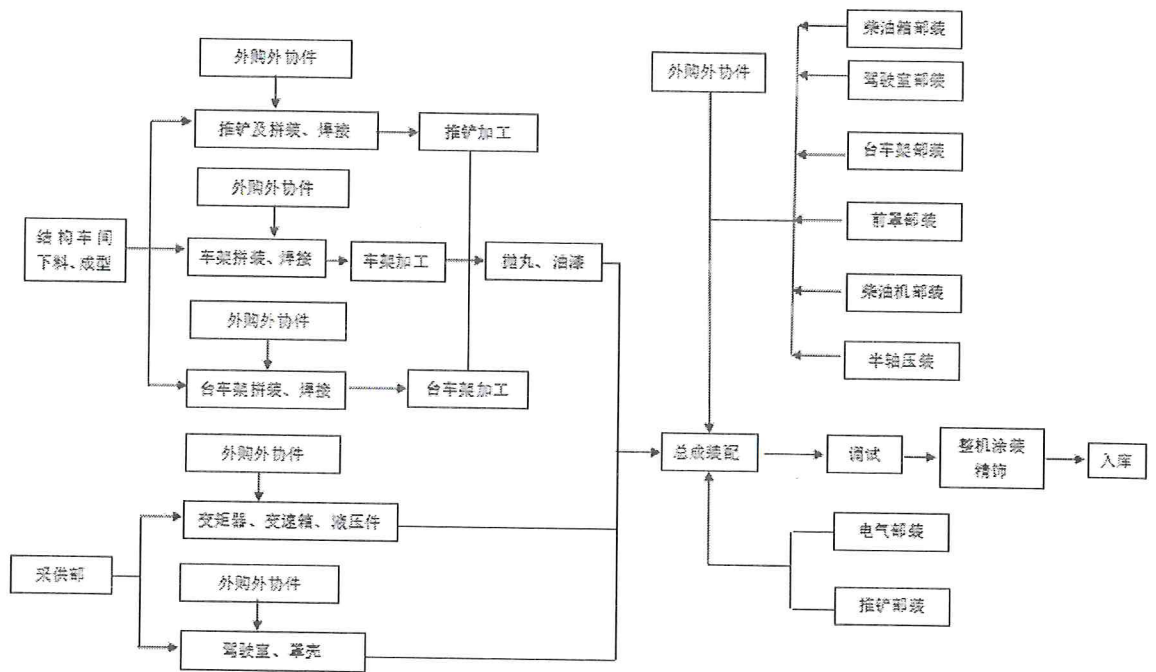 外购外协件
推铲及拼装、焊接
推铲加工
外购外协件
结构车间
下料、成型
车架拼装、焊接
车架加工
抛丸、油漆
外购外协件
台车架拼装、焊接
台车架加工
外购外协件
变矩器、变速箱、液压件
采供部
外购外协件
驾驶室、罩壳
外购外协件
柴油箱部装
驾驶室部装
台车架部装
前罩部装
柴油机部装
半轴压装
总成装配
调试
整机涂装
精饰
入库
电气部装
推铲部装